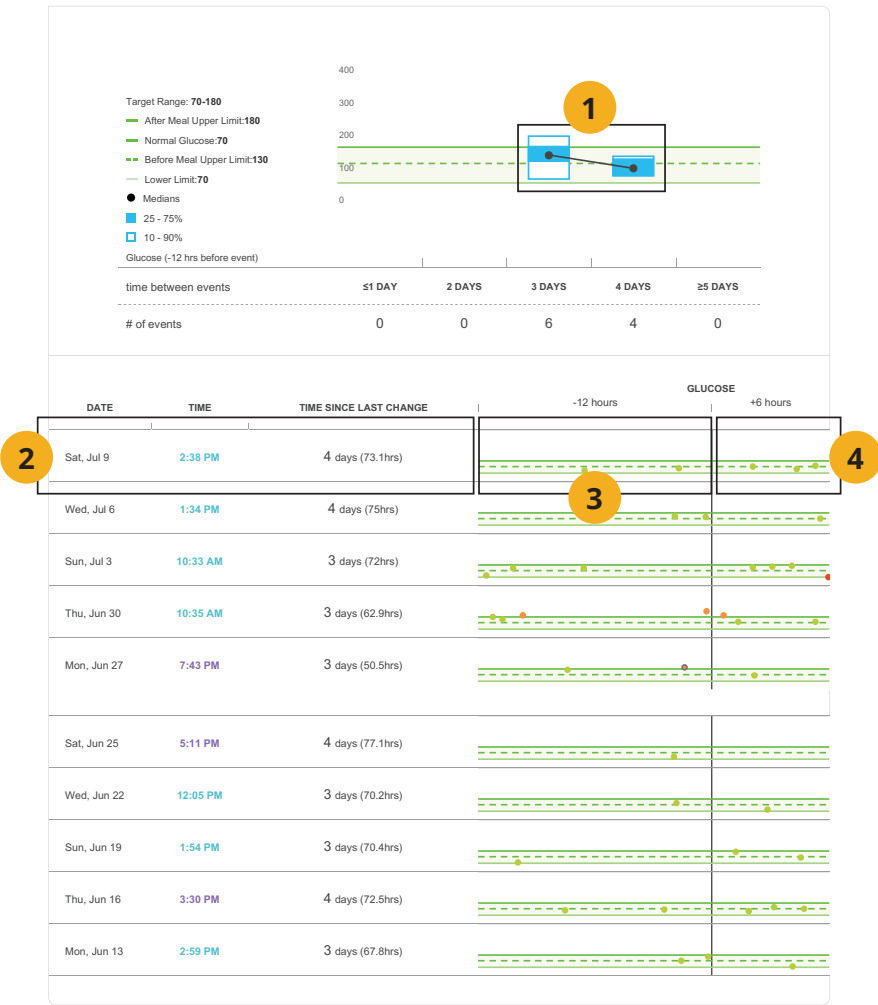 400
300
200
100
0
1
Target Range: 70-180
After Meal Upper Limit:180
Normal Glucose:70
Before Meal Upper Limit:130
Lower Limit:70
Medians
25 - 75%
10 - 90%
Glucose (-12 hrs before event)
time between events ≤1 DAY 2 DAYS 3 DAYS 4 DAYS ≥5 DAYS
# of events 0 0 6 4 0
GLUCOSE
DATE TIME TIME SINCE LAST CHANGE -12 hours +6 hours
2 Sat, Jul 9 2:38 PM 4 days (73.1hrs) 4
3
Wed, Jul 6 1:34 PM 4 days (75hrs)
Sun, Jul 3 10:33 AM 3 days (72hrs)
Thu, Jun 30 10:35 AM 3 days (62.9hrs)
Mon, Jun 27 7:43 PM 3 days (50.5hrs)
Sat, Jun 25 5:11 PM 4 days (77.1hrs)
Wed, Jun 22 12:05 PM 3 days (70.2hrs)
Sun, Jun 19 1:54 PM 3 days (70.4hrs)
Thu, Jun 16 3:30 PM 4 days (72.5hrs)
Mon, Jun 13 2:59 PM 3 days (67.8hrs)